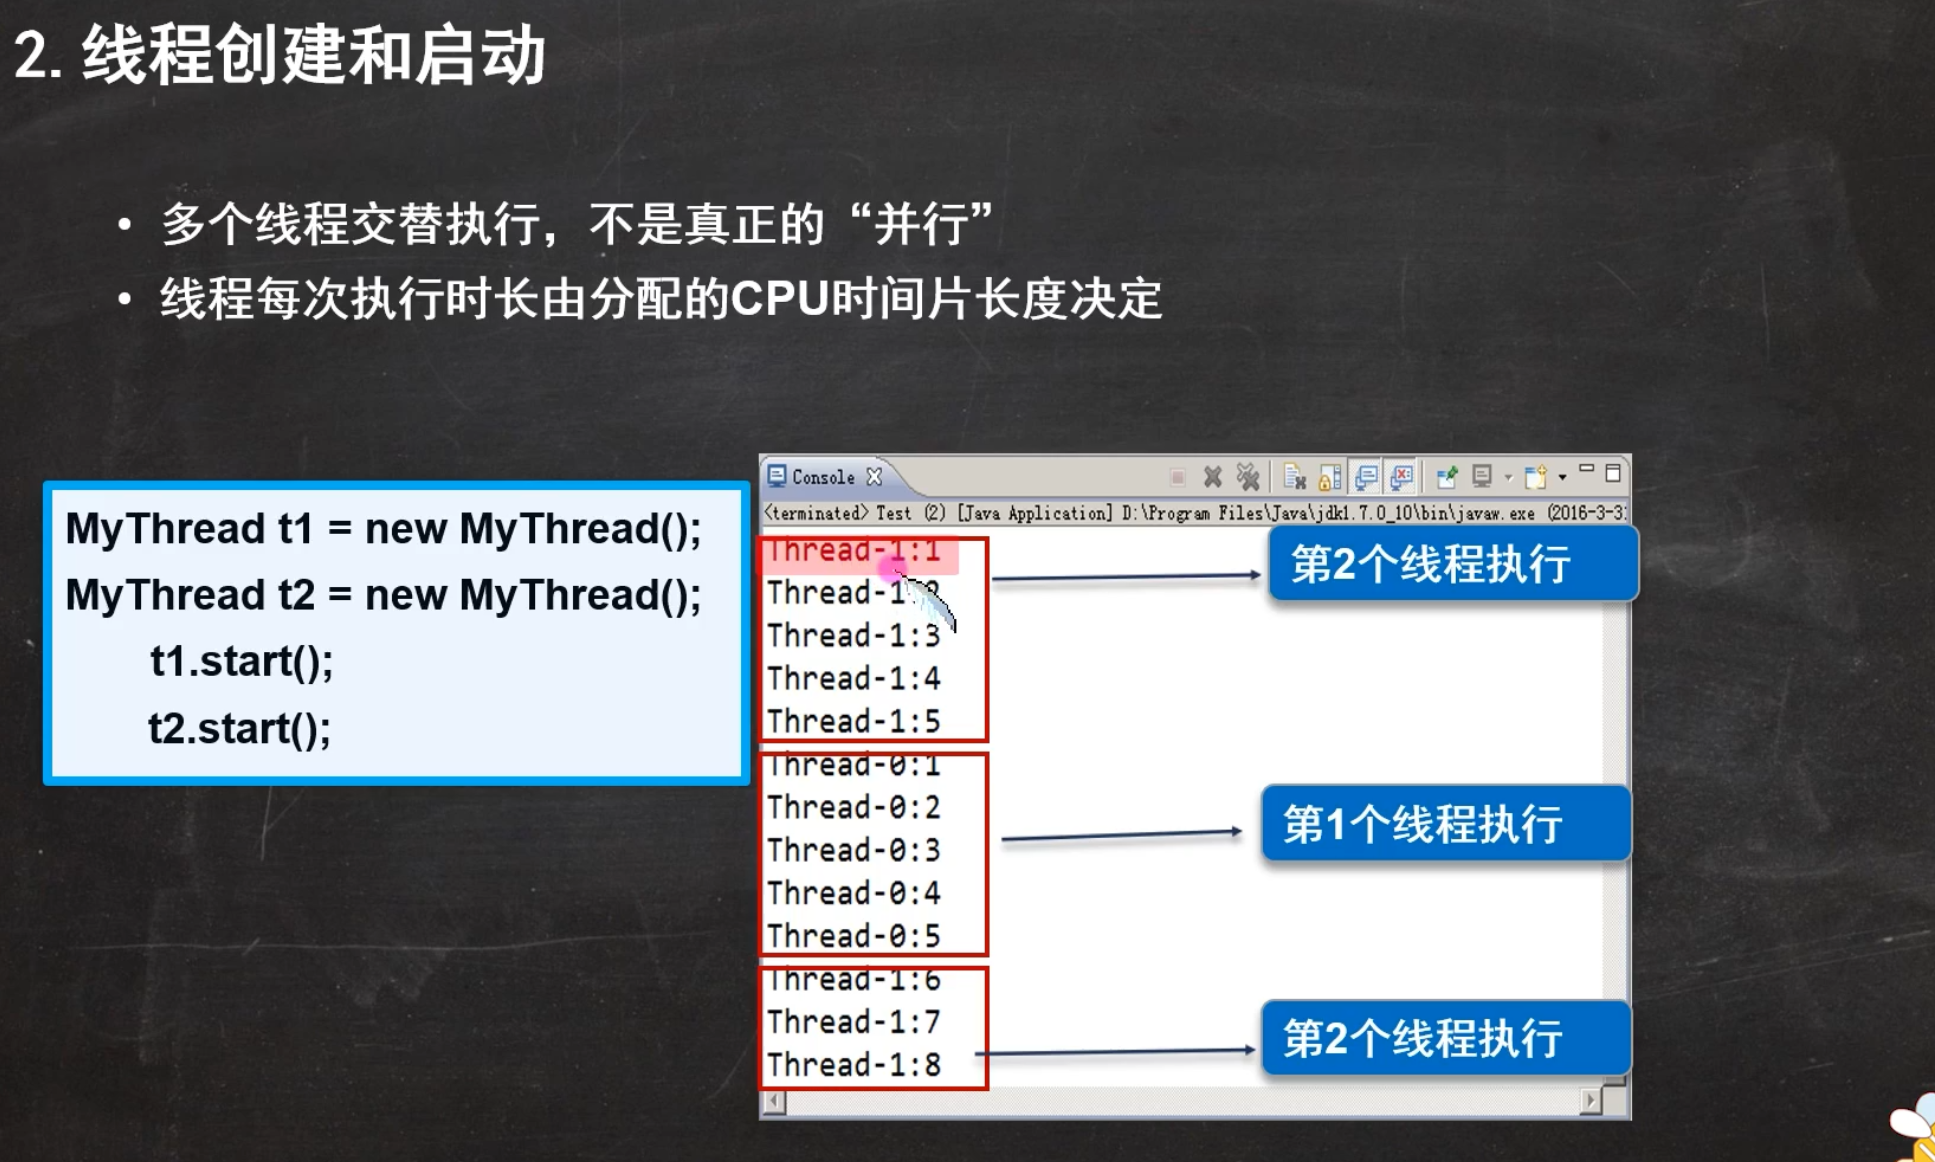 2. 线程创建和启动
• 多个线程交替执行，不是真正的“并行”
• 线程每次执行时长由分配的CPU时间片长度决定
MyThread t1 = new MyThread();
MyThread t2 = new MyThread();
t1.start();
t2.start();
Console
<terminated> Test (2) [Java Application] D:\Program Files\Java\jdk1.7.0_10\bin\javaw.exe (2016-3-3
Thread-1:1
第2个线程执行
Thread-1:2
Thread-1:3
Thread-1:4
Thread-1:5
Thread-0:1
Thread-0:2
第1个线程执行
Thread-0:3
Thread-0:4
Thread-0:5
Thread-1:6
Thread-1:7
第2个线程执行
Thread-1:8